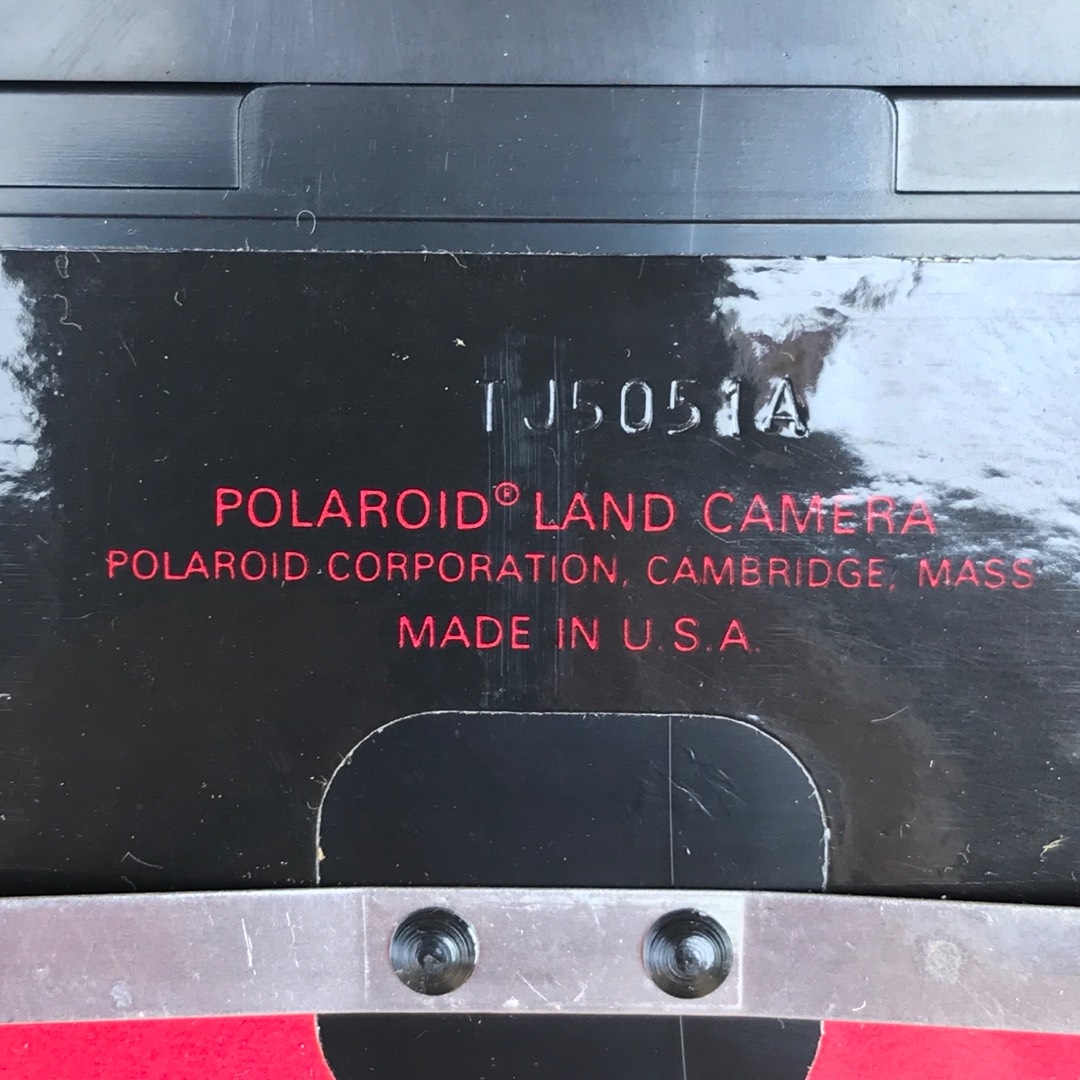 TJ5051A
POLAROID® LAND CAMERA
POLAROID CORPORATION, CAMBRIDGE, MASS
MADE IN U.S.A.